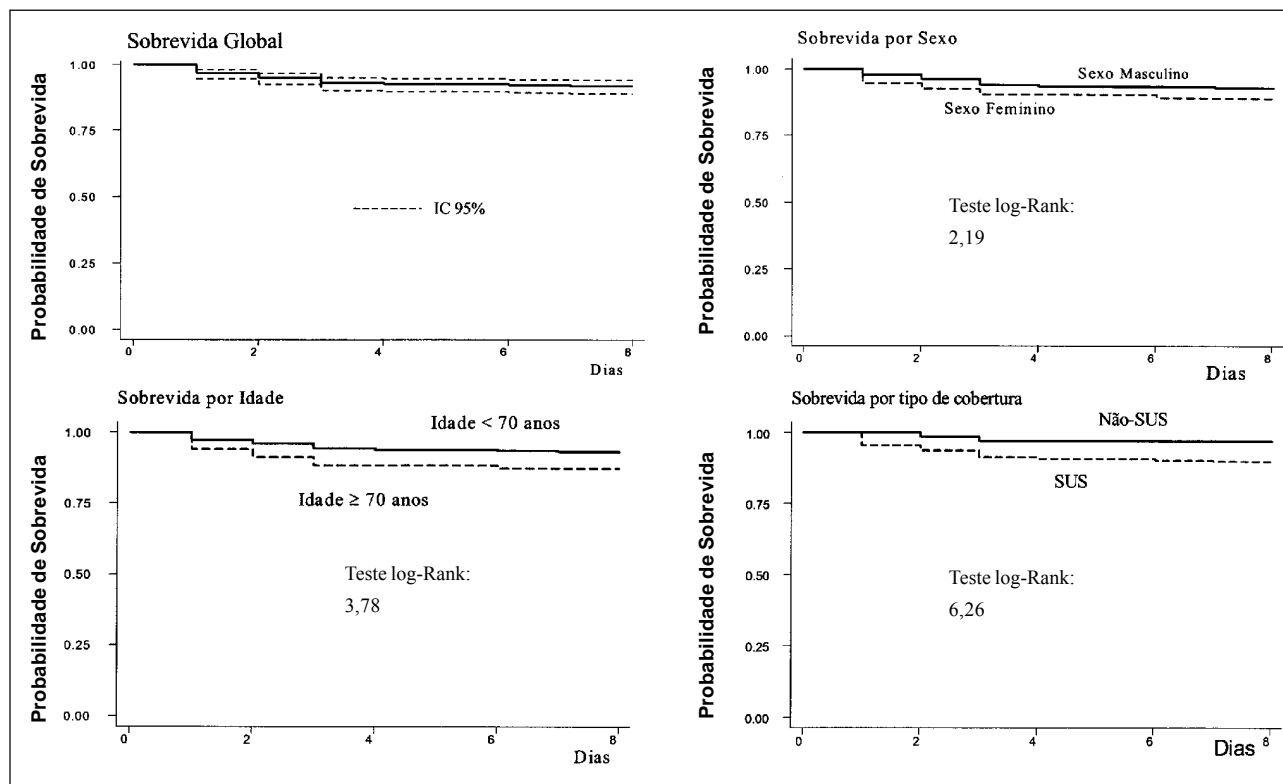 Sobrevida Global
Probabilidade de Sobrevida
1.00
0.75
0.50
0.25
0.00
IC 95%
0
2
4
6
8
Dias
Sobrevida por Sexo
Probabilidade de Sobrevida
1.00
0.75
0.50
0.25
0.00
Sexo Masculino
Sexo Feminino
Teste log-Rank:
2,19
0
2
4
6
8
Dias
Sobrevida por Idade
Probabilidade de Sobrevida
1.00
0.75
0.50
0.25
0.00
Idade < 70 anos
Idade ≥ 70 anos
Teste log-Rank:
3,78
0
2
4
6
8
Dias
Sobrevida por tipo de cobertura
Probabilidade de Sobrevida
1.00
0.75
0.50
0.25
0.00
Não-SUS
SUS
Teste log-Rank:
6,26
0
2
4
6
8
Dias